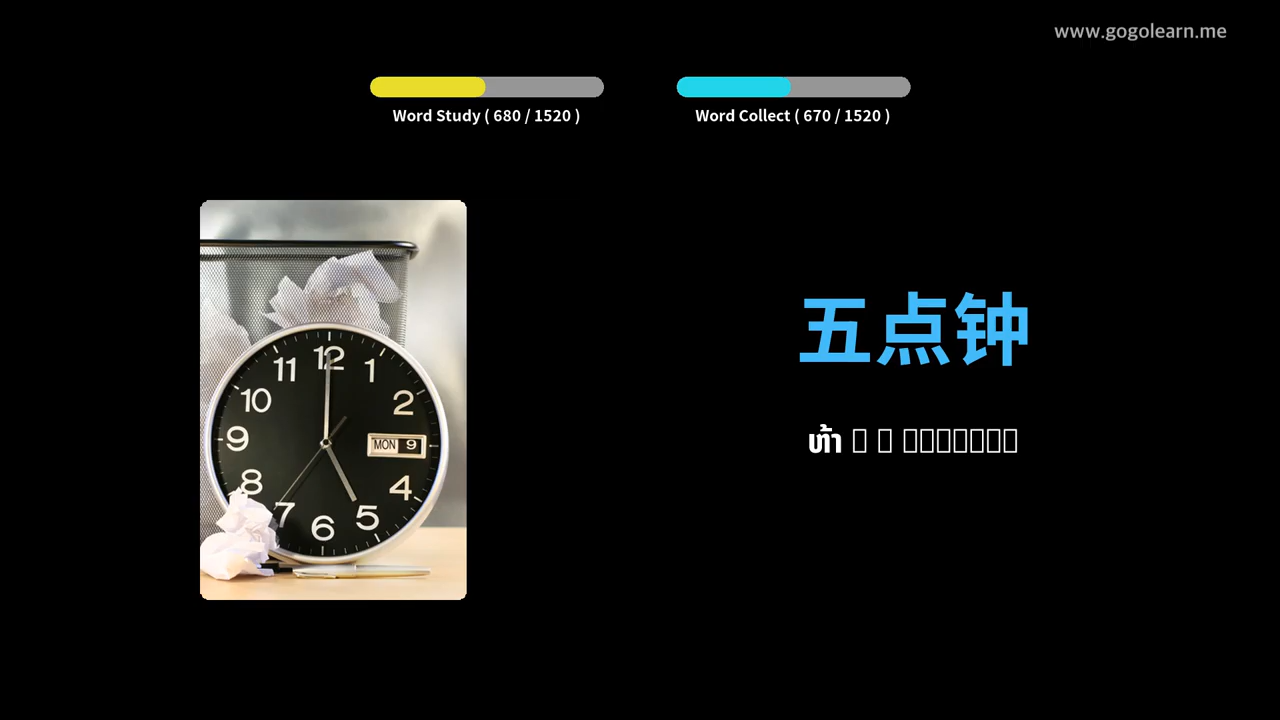 www.gogolearn.me
Word Study ( 680 / 1520 )
Word Collect ( 670 / 1520 )
五点钟
ห้า
12
1
2
3
4
5
6
7
8
9
10
11
MON 9